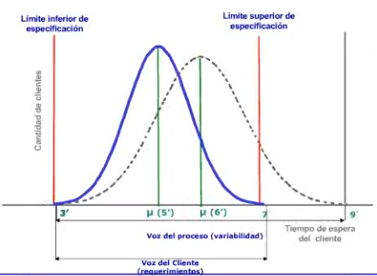 Límite inferior de
especificación
Límite superior de
especificación
Cantidad de clientes
3'
μ (5')
μ (6')
7'
9'
Tiempo de espera
del cliente
Voz del proceso (variabilidad)
Voz del Cliente
(requerimientos)